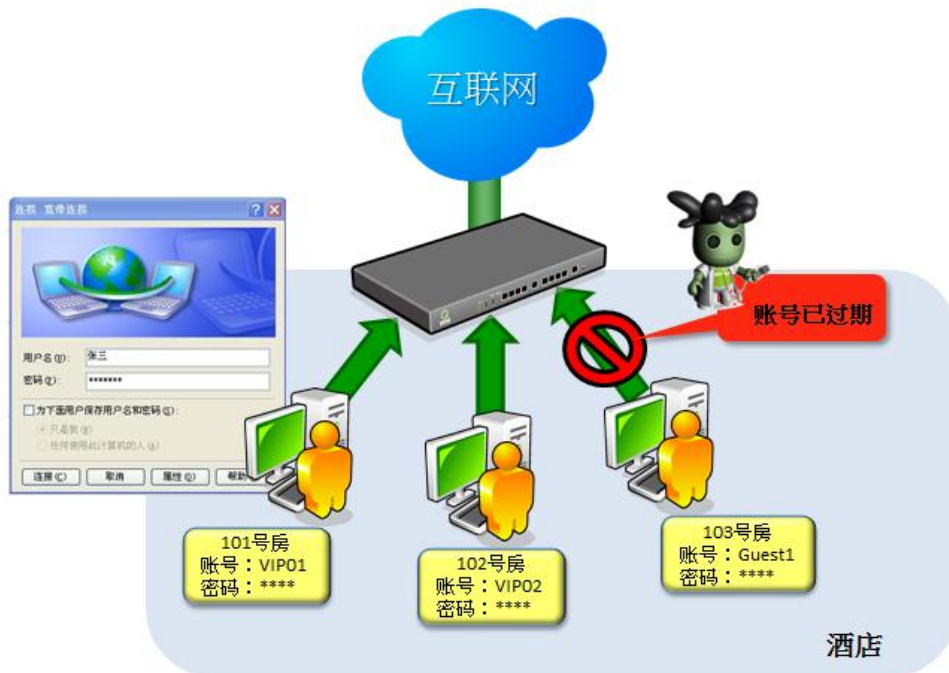 互联网
连接 宽带连接
用户名(U):
张三
密码(P):
*******
为下面用户保存用户名和密码(S):
只是我(N)
任何使用此计算机的人(A)
连接(C)
取消
属性(O)
帮助
账号已过期
101号房
账号：VIP01
密码：****
102号房
账号：VIP02
密码：****
103号房
账号：Guest1
密码：****
酒店